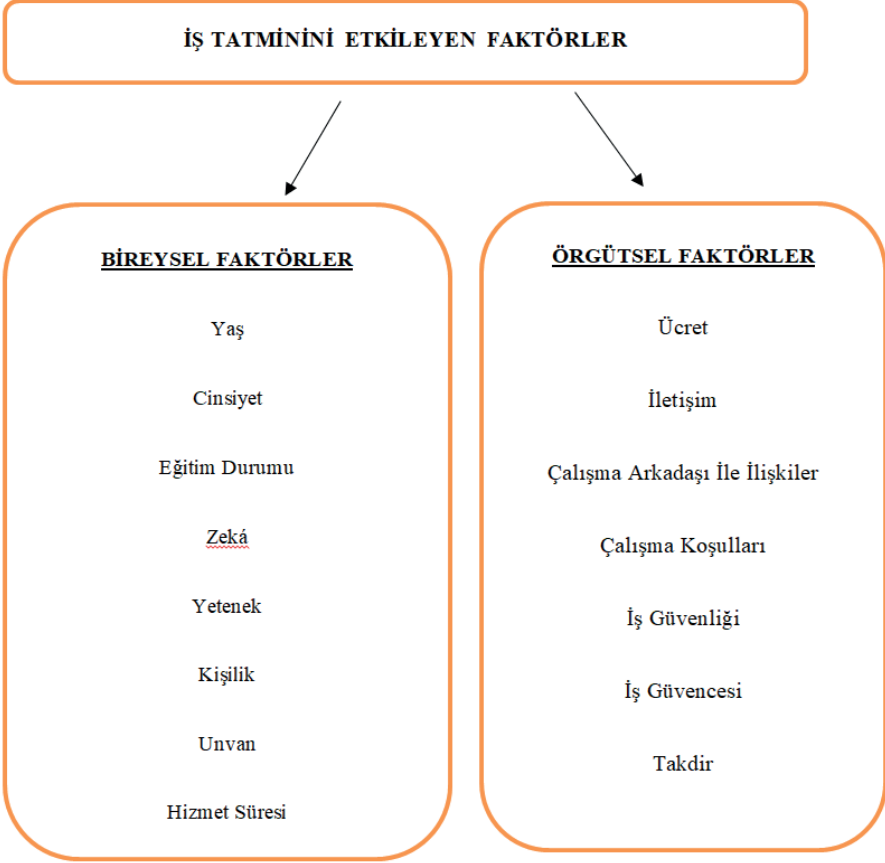 İŞ TATMİNİNİ ETKİLEYEN FAKTÖRLER
BİREYSEL FAKTÖRLER
Yaş
Cinsiyet
Eğitim Durumu
Zeká
Yetenek
Kişilik
Unvan
Hizmet Süresi
ÖRGÜTSEL FAKTÖRLER
Ücret
İletişim
Çalışma Arkadaşı İle İlişkiler
Çalışma Koşulları
İş Güvenliği
İş Güvencesi
Takdir